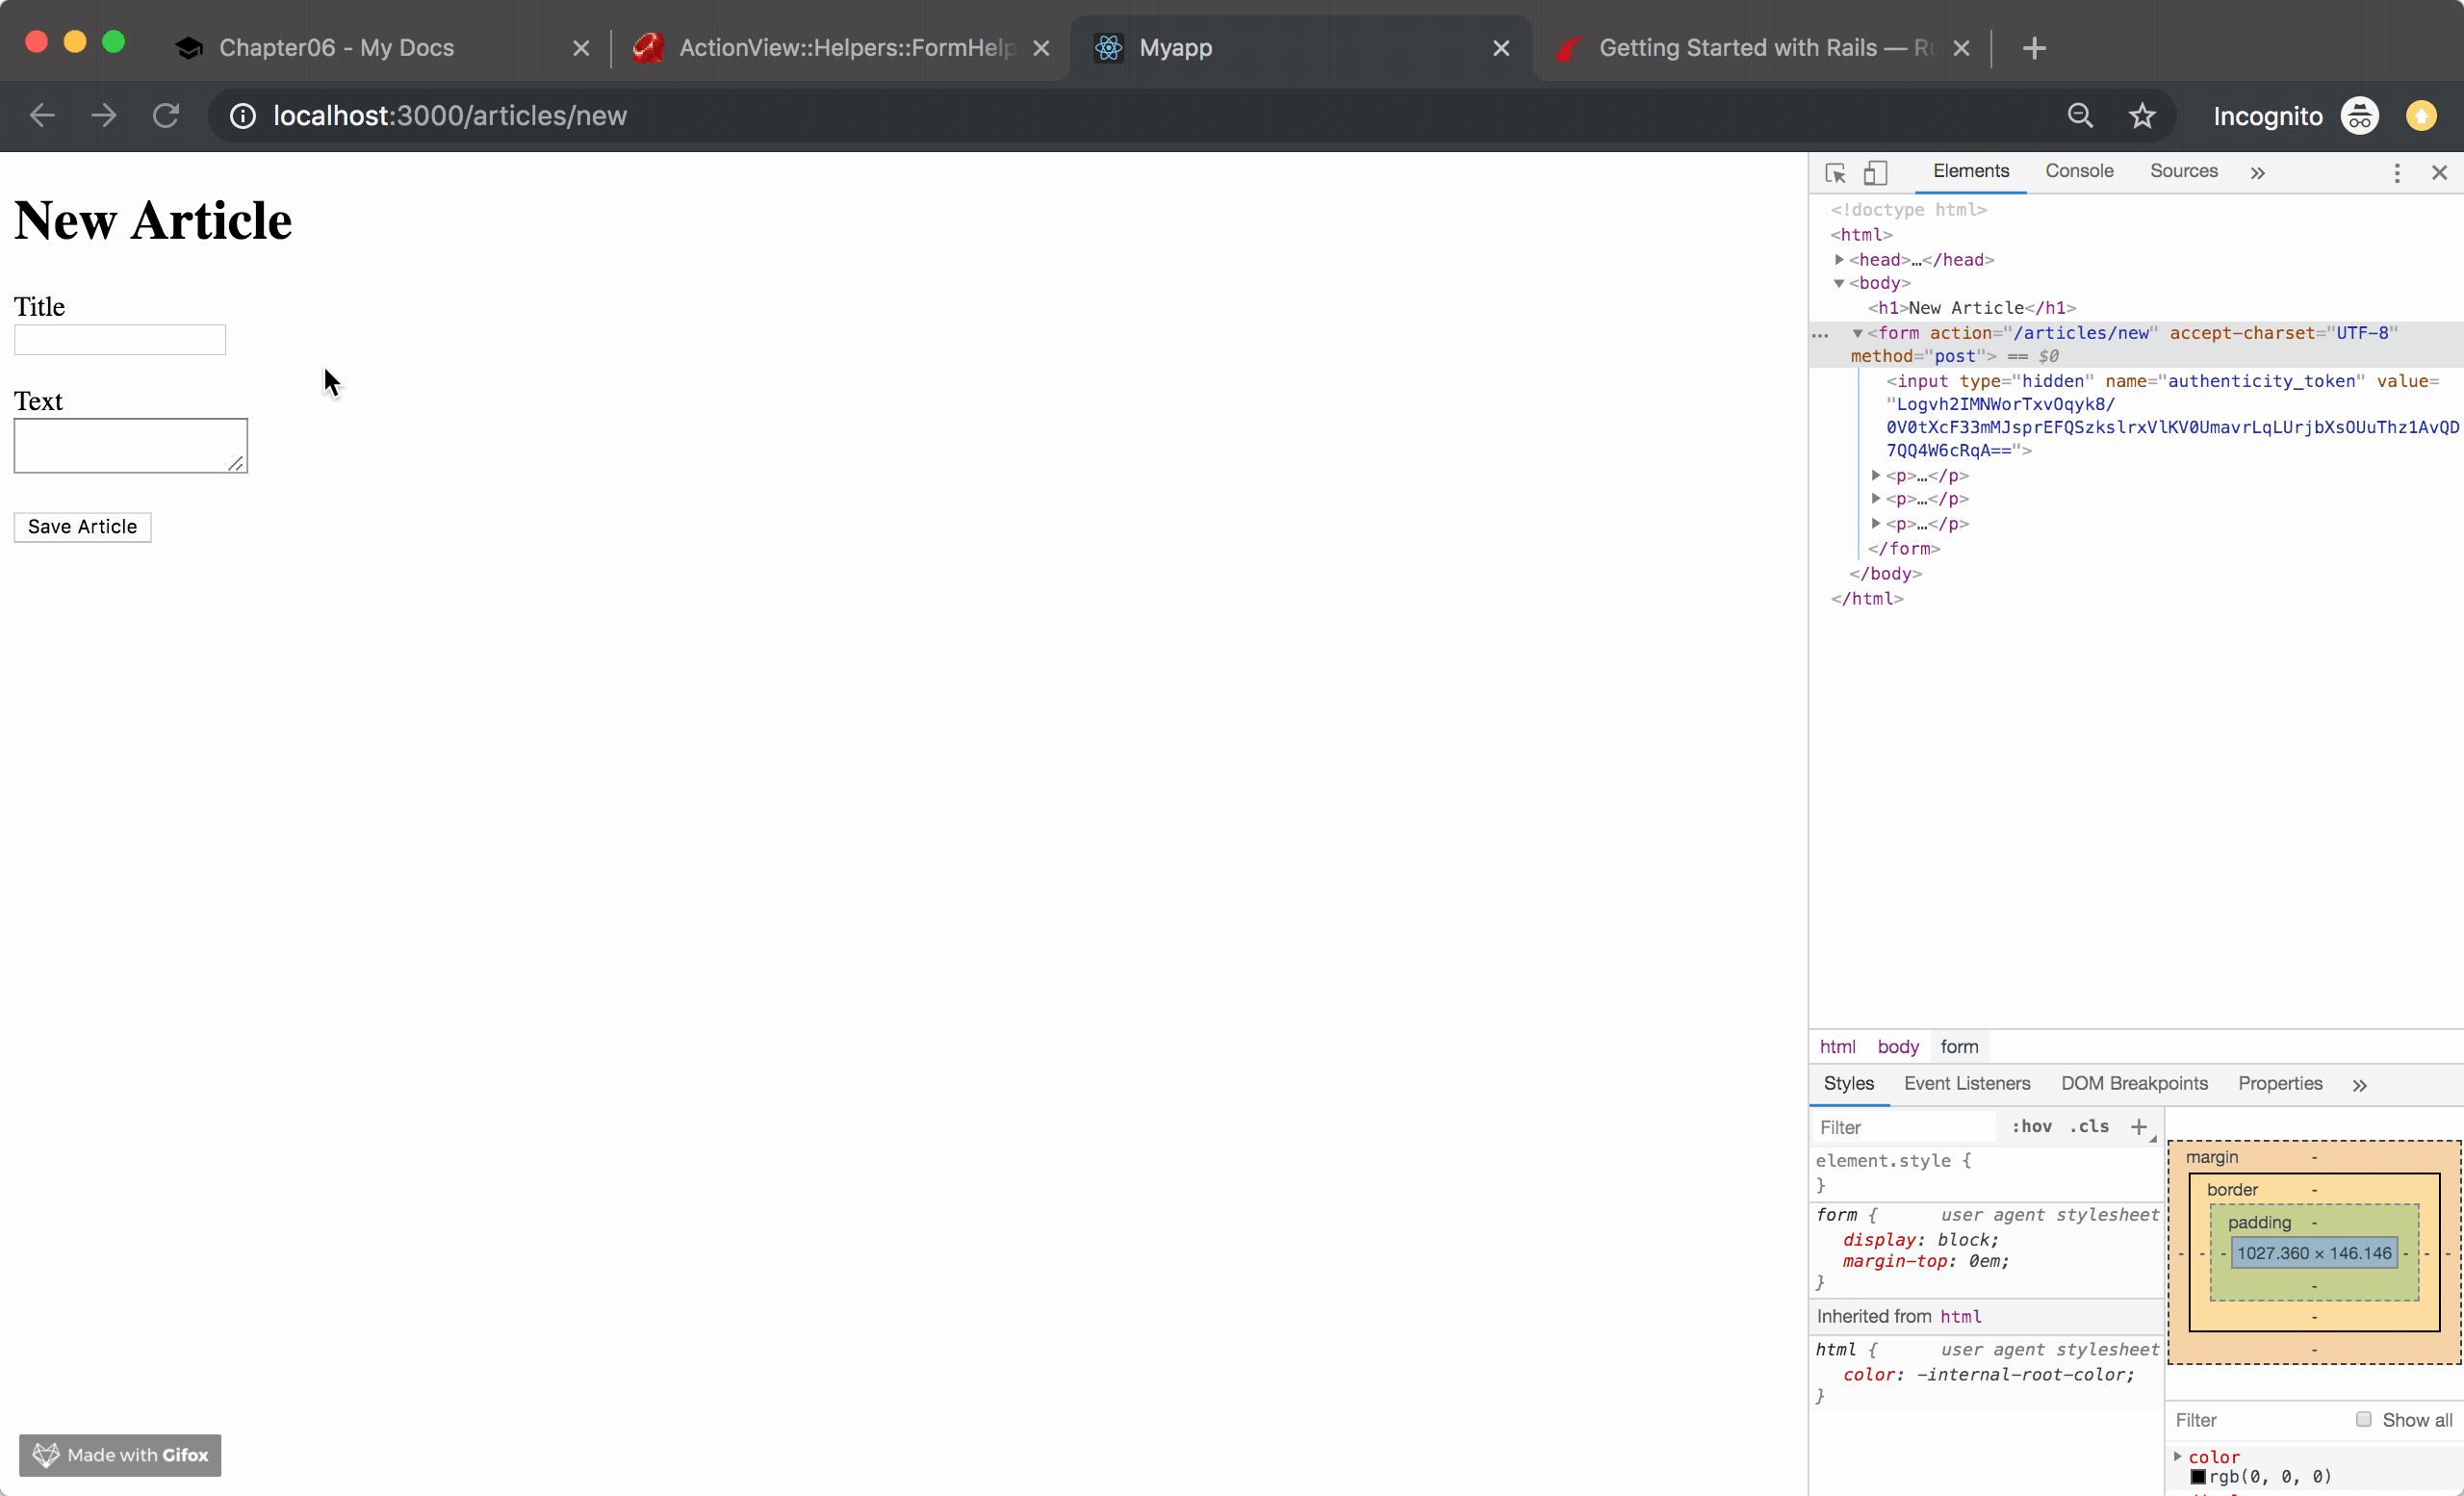 Chapter06 - My Docs
ActionView::Helpers::FormHelp
Myapp
Getting Started with Rails — Ru
localhost:3000/articles/new
Incognito
New Article
Title
Text
Save Article
Made with Gifox
Elements Console Sources »
<!doctype html>
<html>
<head>…</head>
<body>
<h1>New Article</h1>
… <form action="/articles/new" accept-charset="UTF-8"
method="post"> == $0
<input type="hidden" name="authenticity_token" value=
"Logvh2IMNWorTxvOqyk8/
0V0tXcF33mMJsprEFQSzkslrxVlKV0UmavrLqLUrjbXsOUuThz1AvQD
7QQ4W6cRqA==">
<p>…</p>
<p>…</p>
<p>…</p>
</form>
</body>
</html>
html body form
Styles Event Listeners DOM Breakpoints Properties »
Filter :hov .cls +
element.style {
}
form { user agent stylesheet
display: block;
margin-top: 0em;
}
Inherited from html
html { user agent stylesheet
color: -internal-root-color;
}
margin -
border -
padding -
- - - 1027.360 × 146.146 - - -
-
-
-
Filter Show all
color
rgb(0, 0, 0)